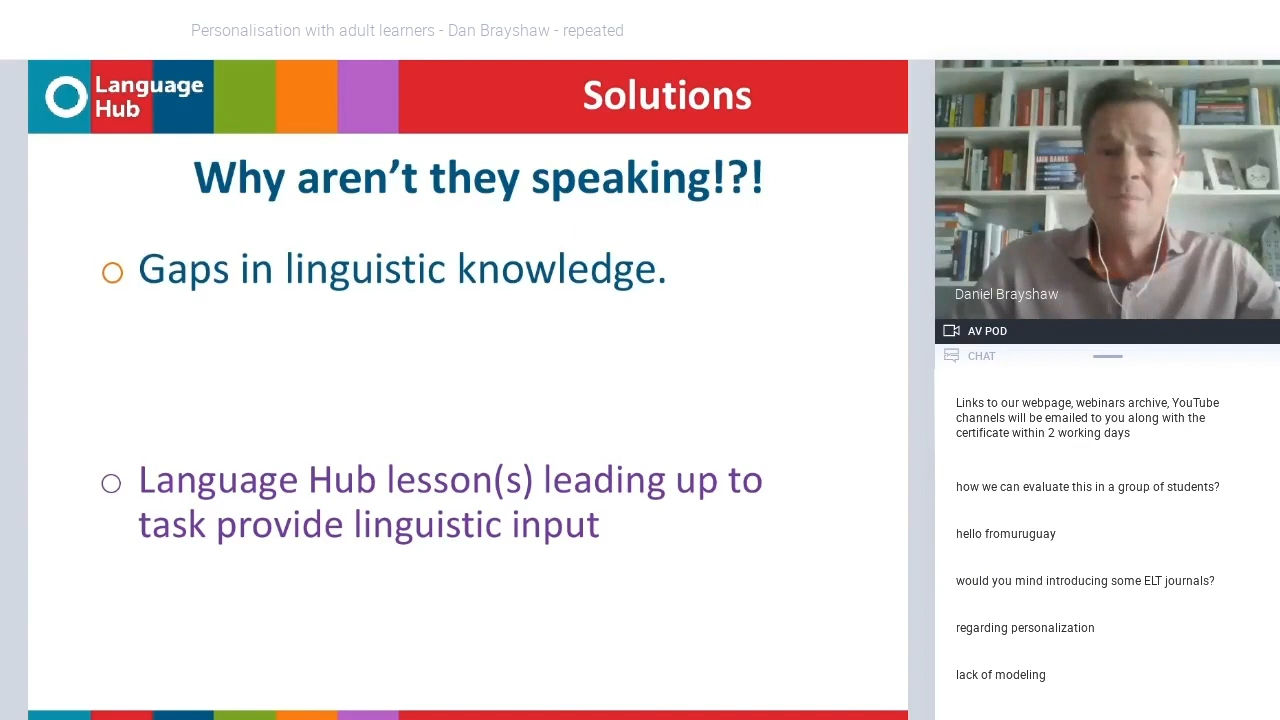 Personalisation with adult learners - Dan Brayshaw - repeated
Language
Hub
Solutions
Why aren’t they speaking!?!
o Gaps in linguistic knowledge.
o Language Hub lesson(s) leading up to
task provide linguistic input
IAIN BANKS
Daniel Brayshaw
AV POD
CHAT
Links to our webpage, webinars archive, YouTube
channels will be emailed to you along with the
certificate within 2 working days
how we can evaluate this in a group of students?
hello fromuruguay
would you mind introducing some ELT journals?
regarding personalization
lack of modeling